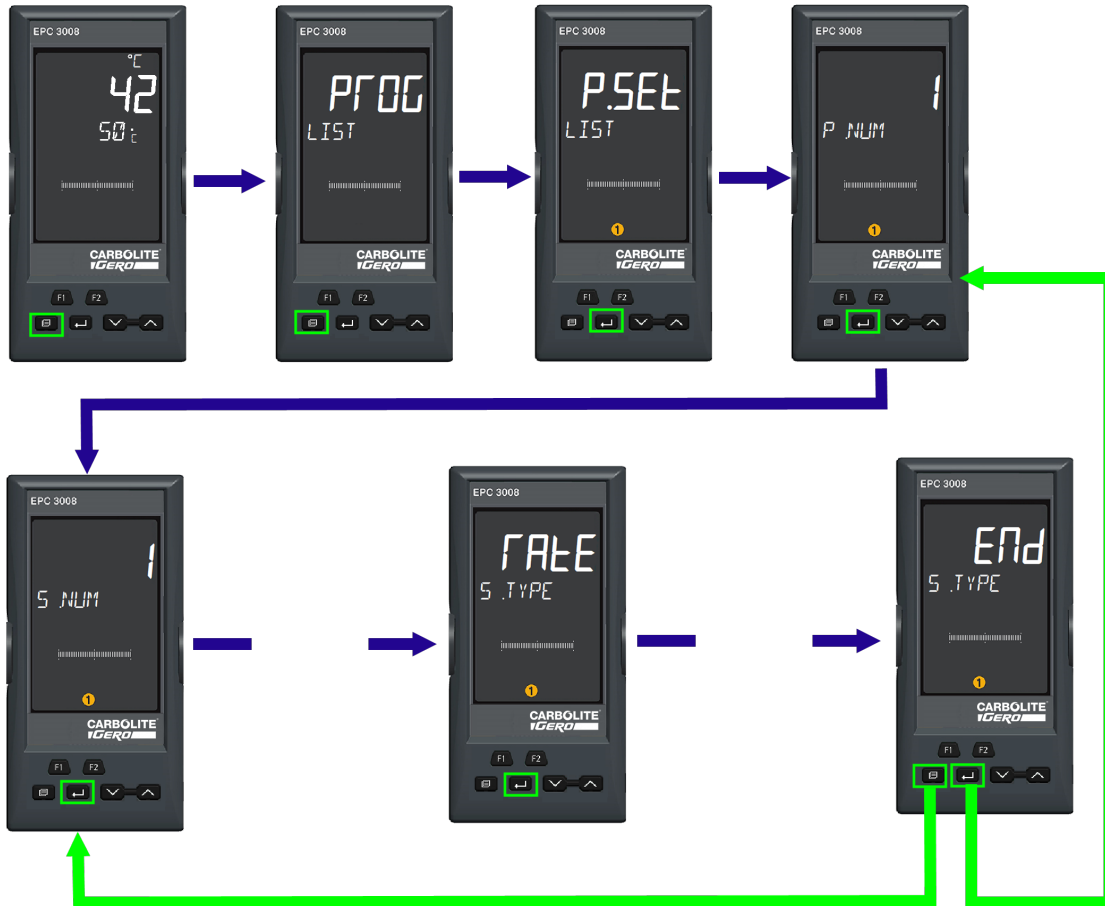 EPC 3008
°C
42
50 °C
CARBOLITE
GERO
F1 F2
EPC 3008
PrOG
LIST
CARBOLITE
GERO
F1 F2
EPC 3008
P.SEt
LIST
1
CARBOLITE
GERO
F1 F2
EPC 3008
1
P.NUM
1
CARBOLITE
GERO
F1 F2
EPC 3008
1
S.NUM
1
CARBOLITE
GERO
F1 F2
EPC 3008
rAtE
S.TYPE
1
CARBOLITE
GERO
F1 F2
EPC 3008
End
S.TYPE
1
CARBOLITE
GERO
F1 F2